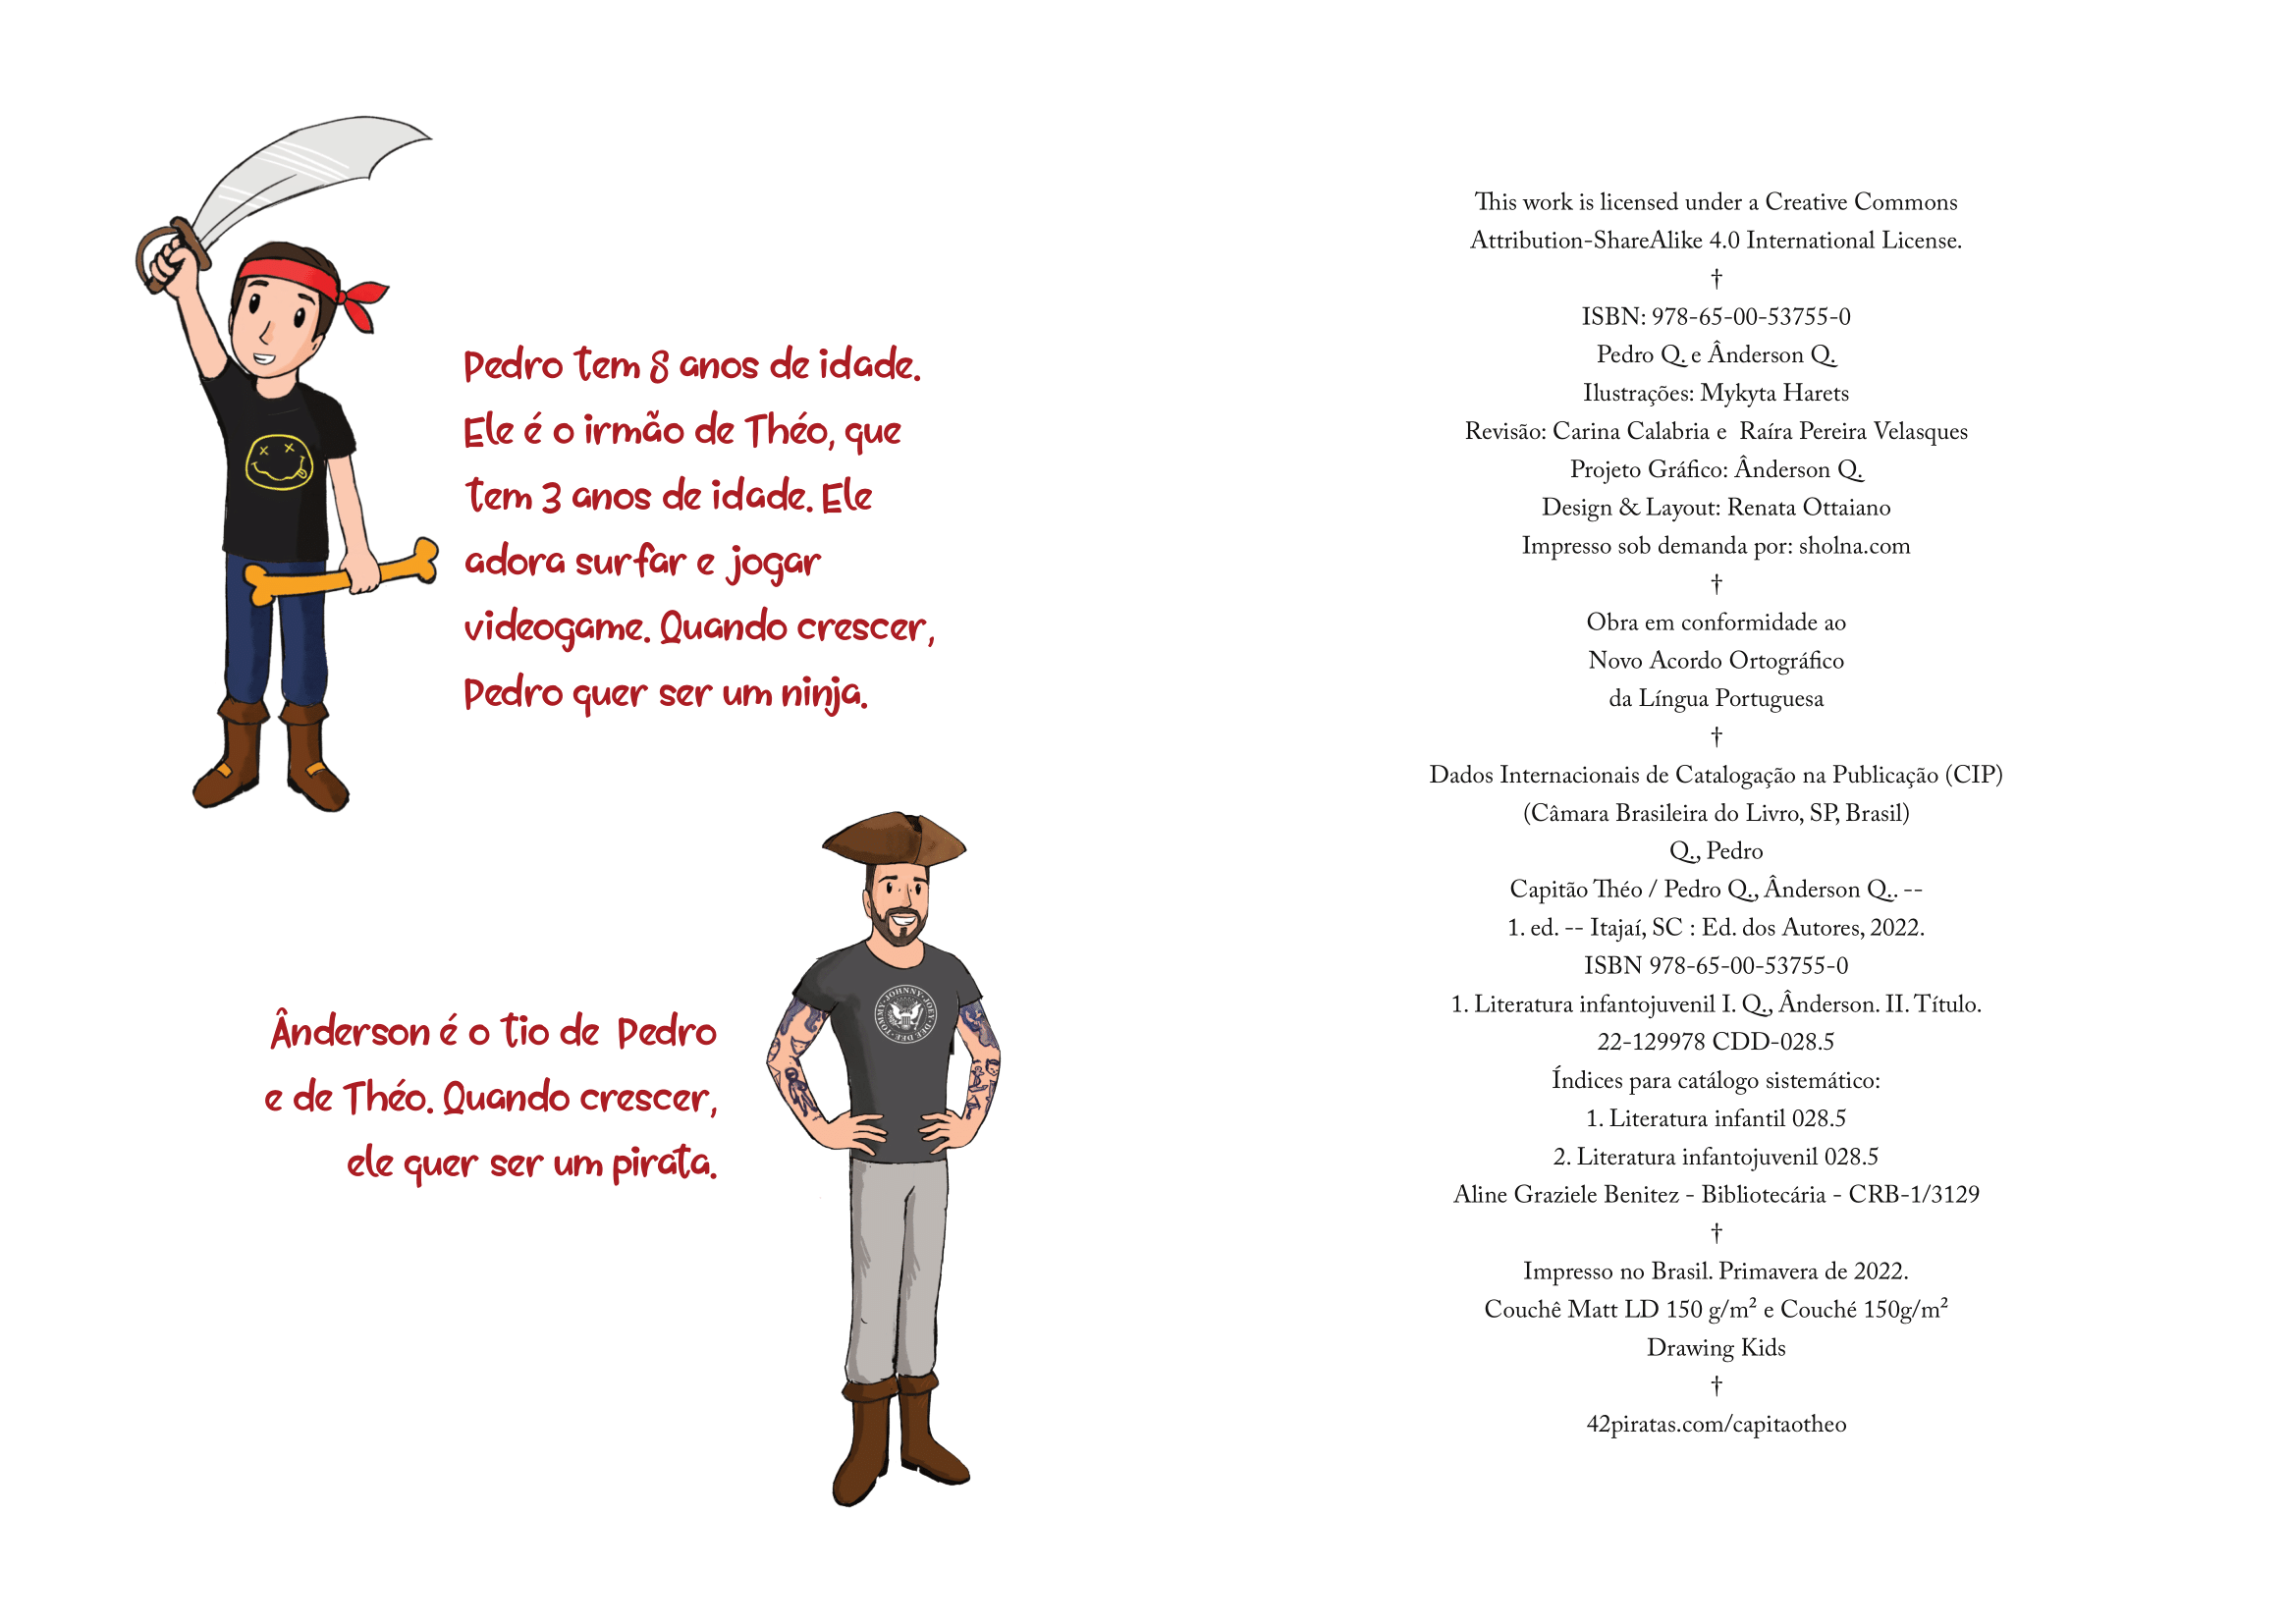 Pedro tem 8 anos de idade.
Ele é o irmão de Théo, que
tem 3 anos de idade. Ele
adora surfar e jogar
videogame. Quando crescer,
Pedro quer ser um ninja.
JOHNNY · JOEY · DEE DEE · TOMMY
Ânderson é o tio de Pedro
e de Théo. Quando crescer,
ele quer ser um pirata.
This work is licensed under a Creative Commons
Attribution-ShareAlike 4.0 International License.
†
ISBN: 978-65-00-53755-0
Pedro Q. e Ânderson Q.
Ilustrações: Mykyta Harets
Revisão: Carina Calabria e Raíra Pereira Velasques
Projeto Gráfico: Ânderson Q.
Design & Layout: Renata Ottaiano
Impresso sob demanda por: sholna.com
†
Obra em conformidade ao
Novo Acordo Ortográfico
da Língua Portuguesa
†
Dados Internacionais de Catalogação na Publicação (CIP)
(Câmara Brasileira do Livro, SP, Brasil)
Q., Pedro
Capitão Théo / Pedro Q., Ânderson Q.. --
1. ed. -- Itajaí, SC : Ed. dos Autores, 2022.
ISBN 978-65-00-53755-0
1. Literatura infantojuvenil I. Q., Ânderson. II. Título.
22-129978 CDD-028.5
Índices para catálogo sistemático:
1. Literatura infantil 028.5
2. Literatura infantojuvenil 028.5
Aline Graziele Benitez - Bibliotecária - CRB-1/3129
†
Impresso no Brasil. Primavera de 2022.
Couchê Matt LD 150 g/m² e Couché 150g/m²
Drawing Kids
†
42piratas.com/capitaotheo